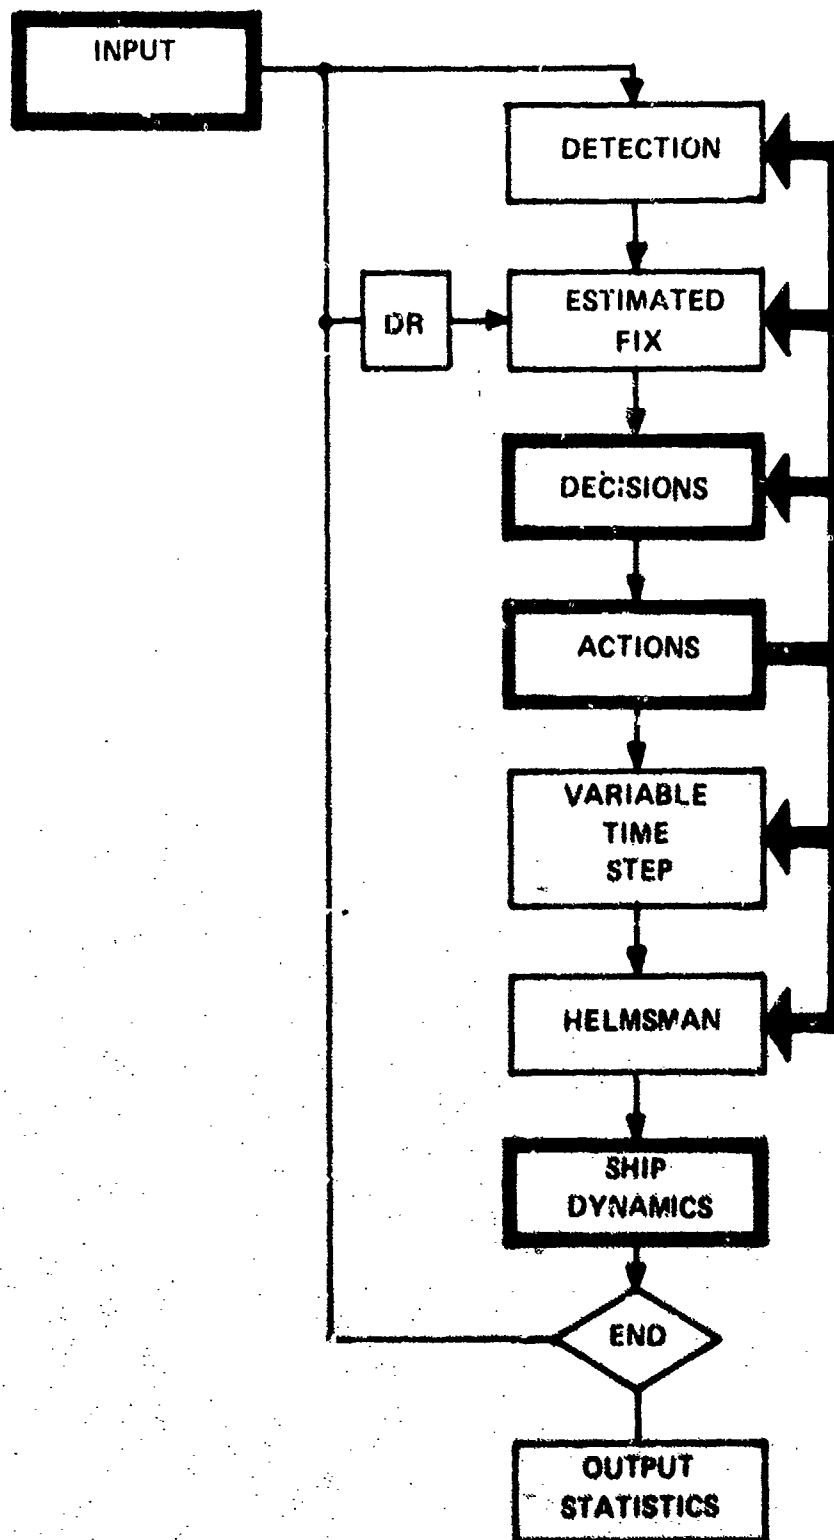 INPUT
DETECTION
DR
ESTIMATED
FIX
DECISIONS
ACTIONS
VARIABLE
TIME
STEP
HELMSMAN
SHIP
DYNAMICS
END
OUTPUT
STATISTICS